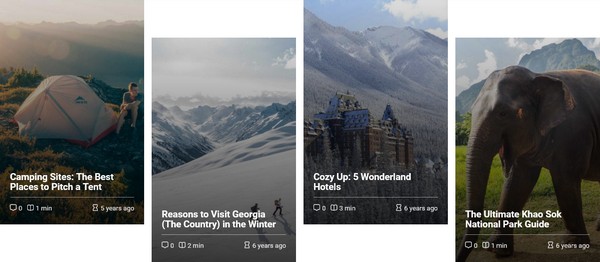 Camping Sites: The Best
Places to Pitch a Tent
0 1 min 5 years ago
Reasons to Visit Georgia
(The Country) in the Winter
0 2 min 6 years ago
Cozy Up: 5 Wonderland
Hotels
0 3 min 6 years ago
The Ultimate Khao Sok
National Park Guide
0 1 min 6 years ago